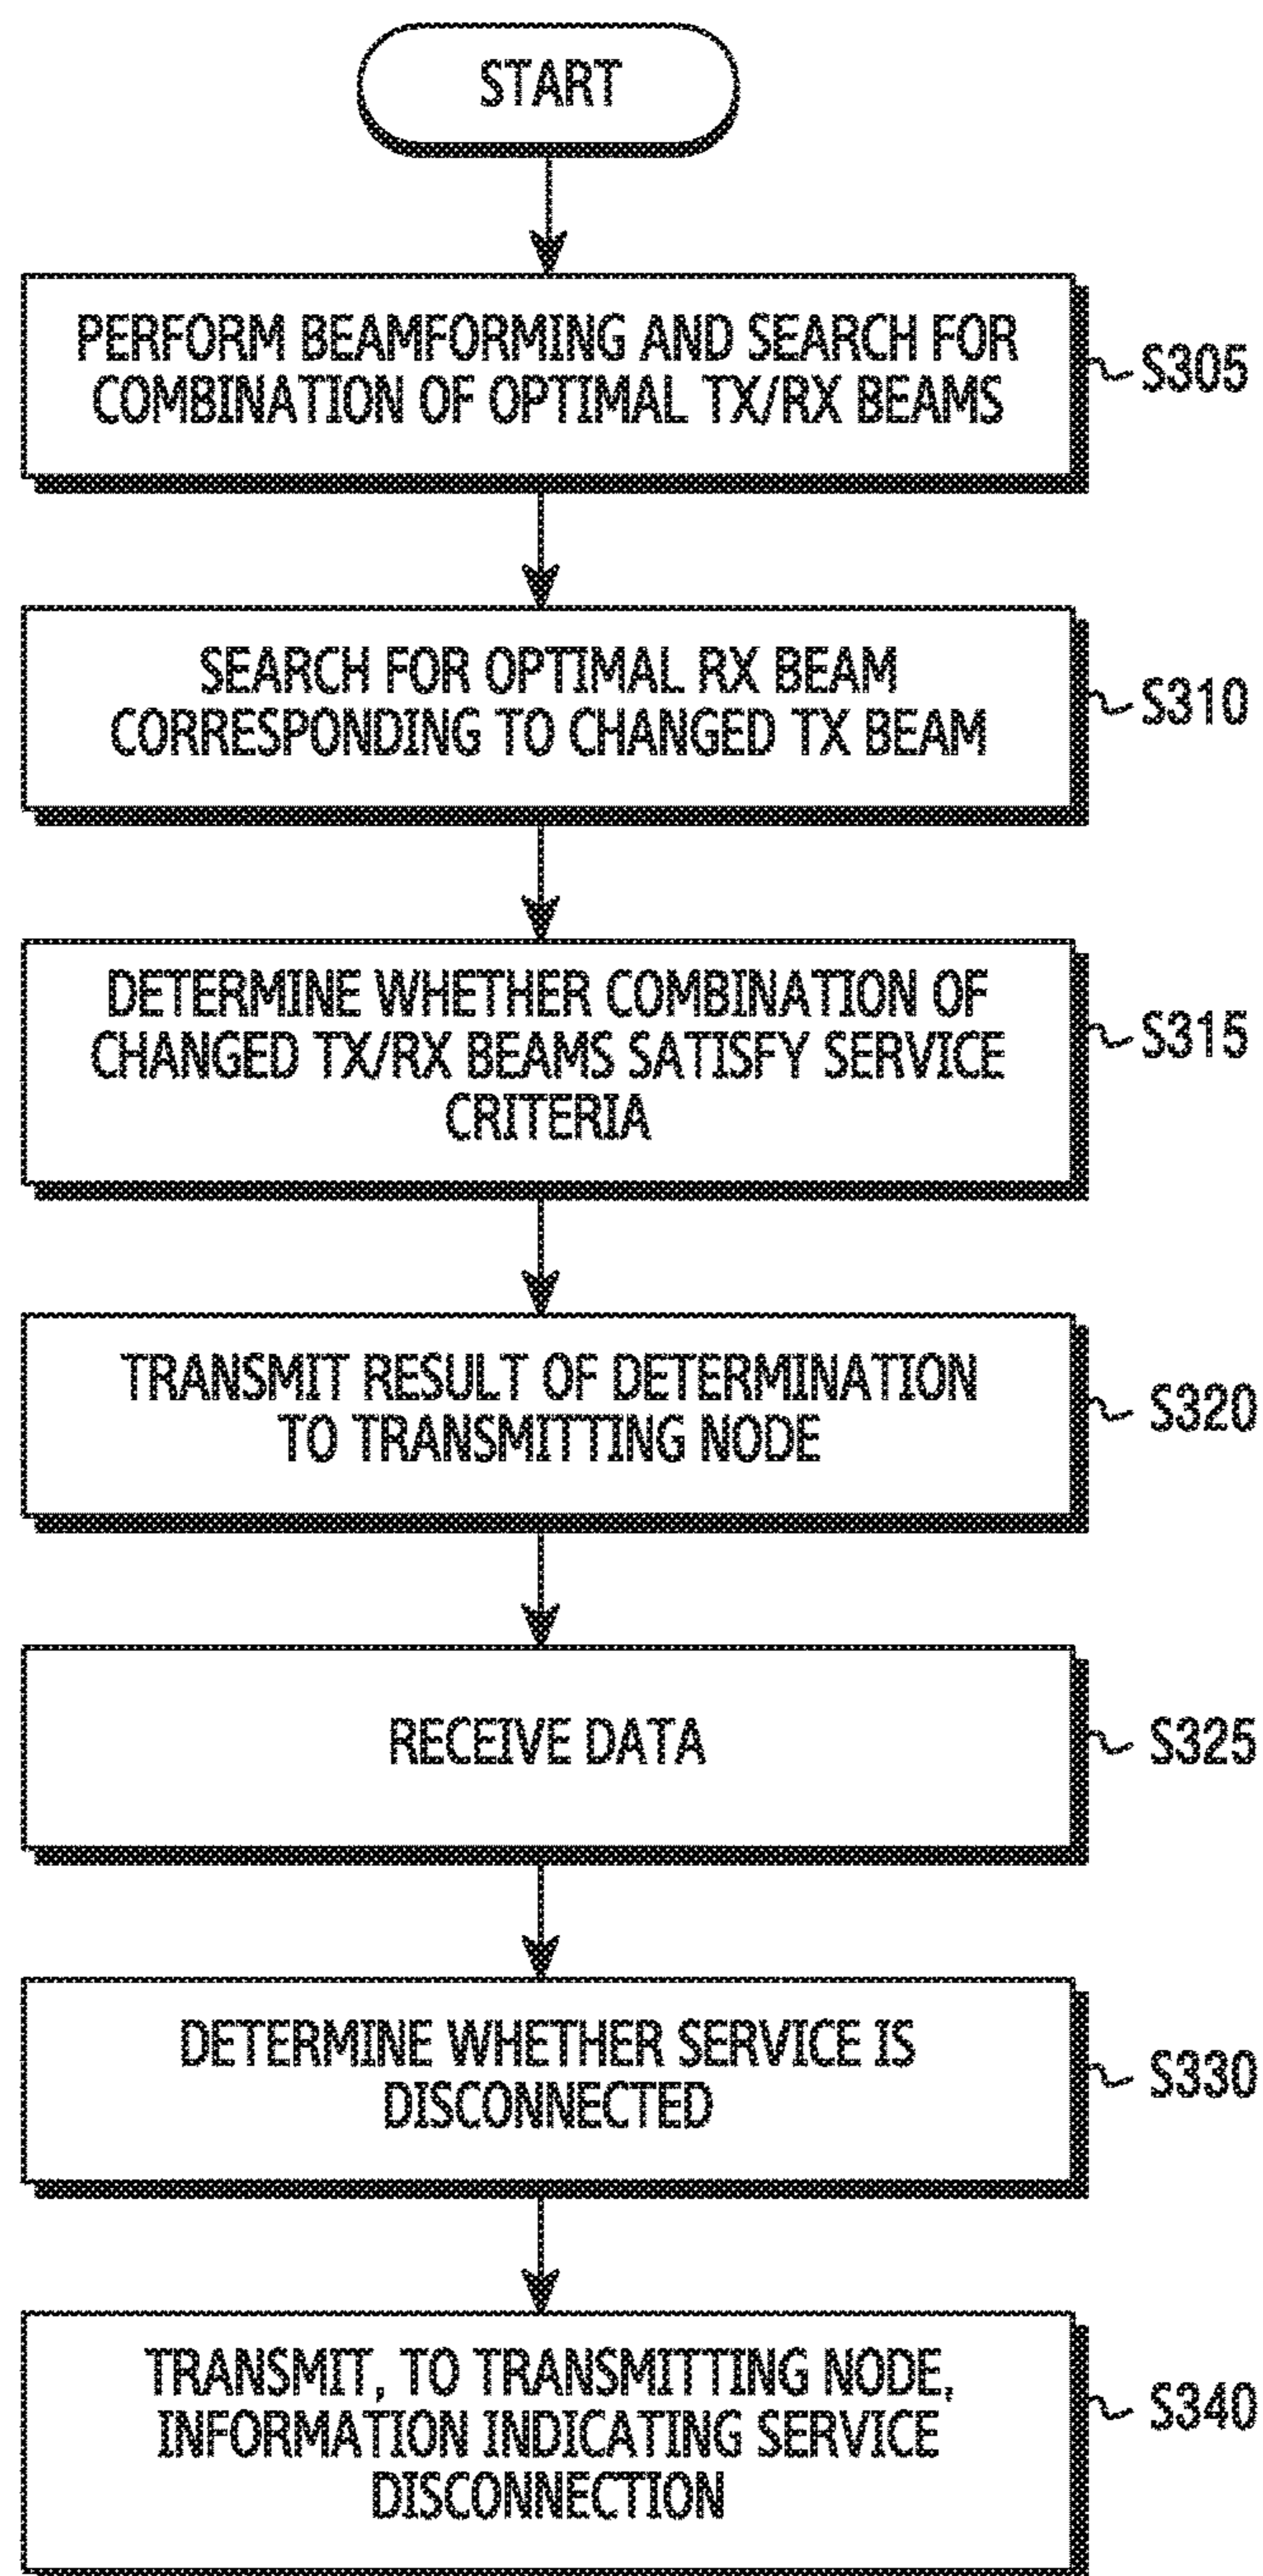 START
PERFORM BEAMFORMING AND SEARCH FOR
COMBINATION OF OPTIMAL TX/RX BEAMS
S305
SEARCH FOR OPTIMAL RX BEAM
CORRESPONDING TO CHANGED TX BEAM
S310
DETERMINE WHETHER COMBINATION OF
CHANGED TX/RX BEAMS SATISFY SERVICE
CRITERIA
S315
TRANSMIT RESULT OF DETERMINATION
TO TRANSMITTING NODE
S320
RECEIVE DATA
S325
DETERMINE WHETHER SERVICE IS
DISCONNECTED
S330
TRANSMIT, TO TRANSMITTING NODE,
INFORMATION INDICATING SERVICE
DISCONNECTION
S340